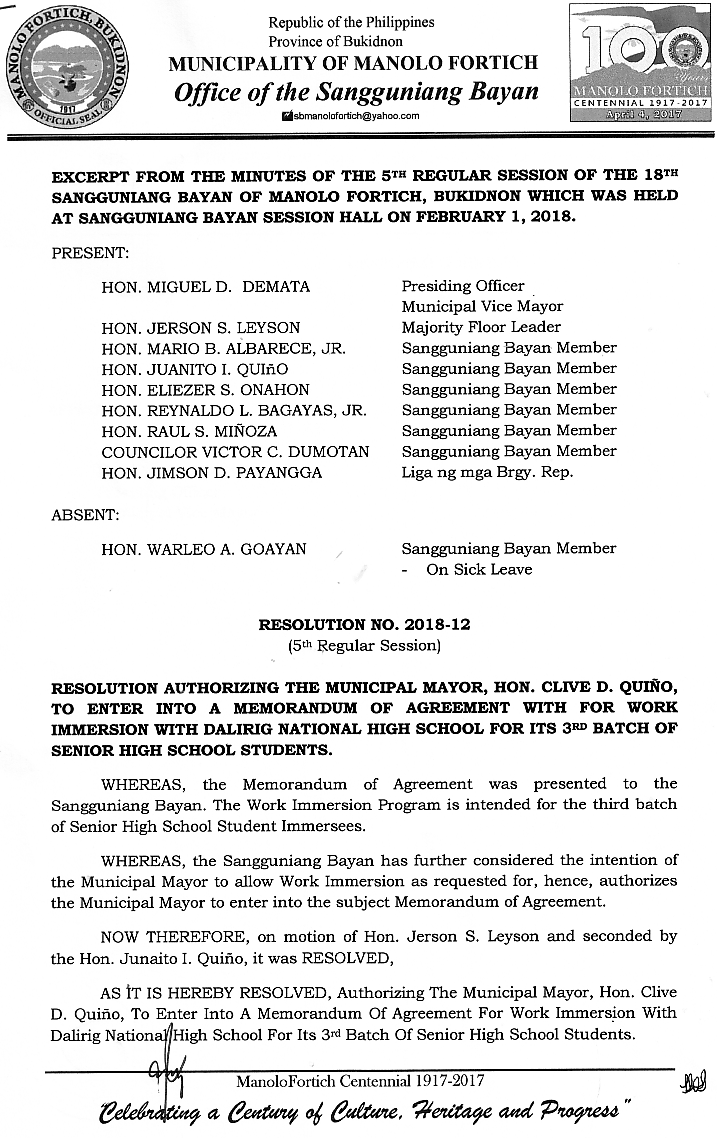 MANOLO FORTICH, BUKIDNON
1917
OFFICIAL SEAL
Republic of the Philippines
Province of Bukidnon
MUNICIPALITY OF MANOLO FORTICH
Office of the Sangguniang Bayan
sbmanolofortich@yahoo.com
100
Years
MANOLO FORTICH
CENTENNIAL 1917-2017
April 4, 2017
EXCERPT FROM THE MINUTES OF THE 5TH REGULAR SESSION OF THE 18TH
SANGGUNIANG BAYAN OF MANOLO FORTICH, BUKIDNON WHICH WAS HELD
AT SANGGUNIANG BAYAN SESSION HALL ON FEBRUARY 1, 2018.
PRESENT:
HON. MIGUEL D. DEMATA Presiding Officer
Municipal Vice Mayor
HON. JERSON S. LEYSON Majority Floor Leader
HON. MARIO B. ALBARECE, JR. Sangguniang Bayan Member
HON. JUANITO I. QUIñO Sangguniang Bayan Member
HON. ELIEZER S. ONAHON Sangguniang Bayan Member
HON. REYNALDO L. BAGAYAS, JR. Sangguniang Bayan Member
HON. RAUL S. MIÑOZA Sangguniang Bayan Member
COUNCILOR VICTOR C. DUMOTAN Sangguniang Bayan Member
HON. JIMSON D. PAYANGGA Liga ng mga Brgy. Rep.
ABSENT:
HON. WARLEO A. GOAYAN Sangguniang Bayan Member
- On Sick Leave
RESOLUTION NO. 2018-12
(5th Regular Session)
RESOLUTION AUTHORIZING THE MUNICIPAL MAYOR, HON. CLIVE D. QUIÑO,
TO ENTER INTO A MEMORANDUM OF AGREEMENT WITH FOR WORK
IMMERSION WITH DALIRIG NATIONAL HIGH SCHOOL FOR ITS 3RD BATCH OF
SENIOR HIGH SCHOOL STUDENTS.
WHEREAS, the Memorandum of Agreement was presented to the
Sangguniang Bayan. The Work Immersion Program is intended for the third batch
of Senior High School Student Immersees.
WHEREAS, the Sangguniang Bayan has further considered the intention of
the Municipal Mayor to allow Work Immersion as requested for, hence, authorizes
the Municipal Mayor to enter into the subject Memorandum of Agreement.
NOW THEREFORE, on motion of Hon. Jerson S. Leyson and seconded by
the Hon. Junaito I. Quiño, it was RESOLVED,
AS IT IS HEREBY RESOLVED, Authorizing The Municipal Mayor, Hon. Clive
D. Quiño, To Enter Into A Memorandum Of Agreement For Work Immersion With
Dalirig National High School For Its 3rd Batch Of Senior High School Students.
ManoloFortich Centennial 1917-2017
"Celebrating a Century of Culture, Heritage and Progress"